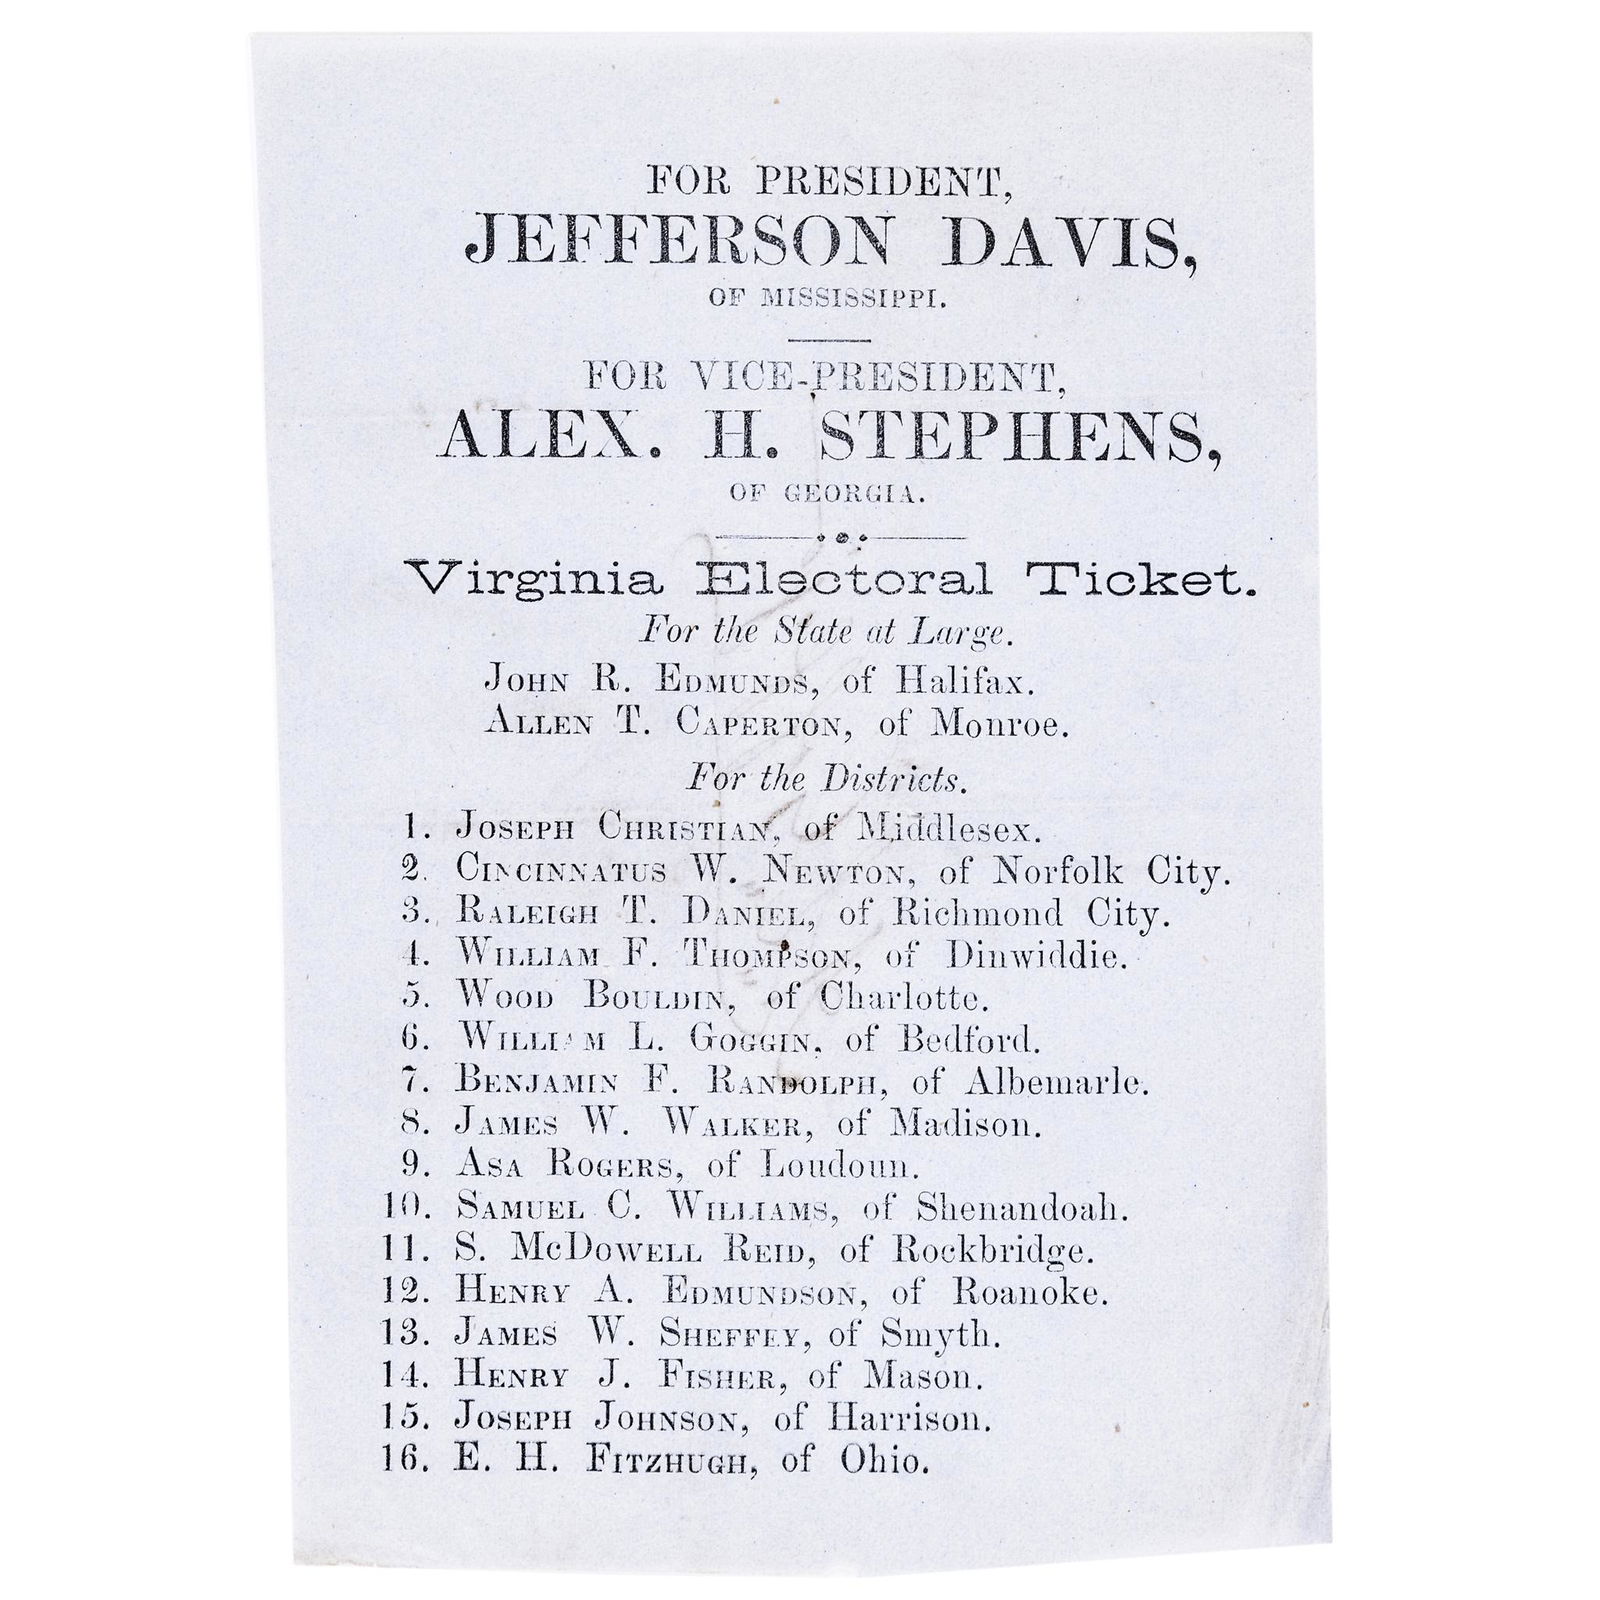 FOR PRESIDENT,
JEFFERSON DAVIS,
OF MISSISSIPPI.
FOR VICE-PRESIDENT,
ALEX. H. STEPHENS,
OF GEORGIA.
Virginia Electoral Ticket.
For the State at Large.
JOHN R. EDMUNDS, of Halifax.
ALLEN T. CAPERTON, of Monroe.
For the Districts.
1. JOSEPH CHRISTIAN, of Middlesex.
2. CINCINNATUS W. NEWTON, of Norfolk City.
3. RALEIGH T. DANIEL, of Richmond City.
4. WILLIAM F. THOMPSON, of Dinwiddie.
5. WOOD BOULDIN, of Charlotte.
6. WILLIAM L. GOGGIN, of Bedford.
7. BENJAMIN F. RANDOLPH, of Albemarle.
8. JAMES W. WALKER, of Madison.
9. ASA ROGERS, of Loudoun.
10. SAMUEL C. WILLIAMS, of Shenandoah.
11. S. McDOWELL REID, of Rockbridge.
12. HENRY A. EDMUNDSON, of Roanoke.
13. JAMES W. SHEFFEY, of Smyth.
14. HENRY J. FISHER, of Mason.
15. JOSEPH JOHNSON, of Harrison.
16. E. H. FITZHUGH, of Ohio.